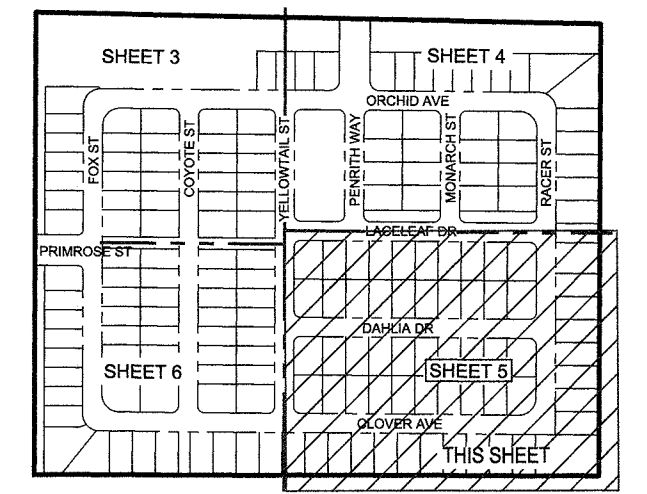 SHEET 3
SHEET 4
ORCHID AVE
FOX ST
COYOTE ST
YELLOWTAIL ST
PENRITH WAY
MONARCH ST
RACER ST
LACELEAF DR
PRIMROSE ST
DAHLIA DR
SHEET 6
SHEET 5
CLOVER AVE
THIS SHEET